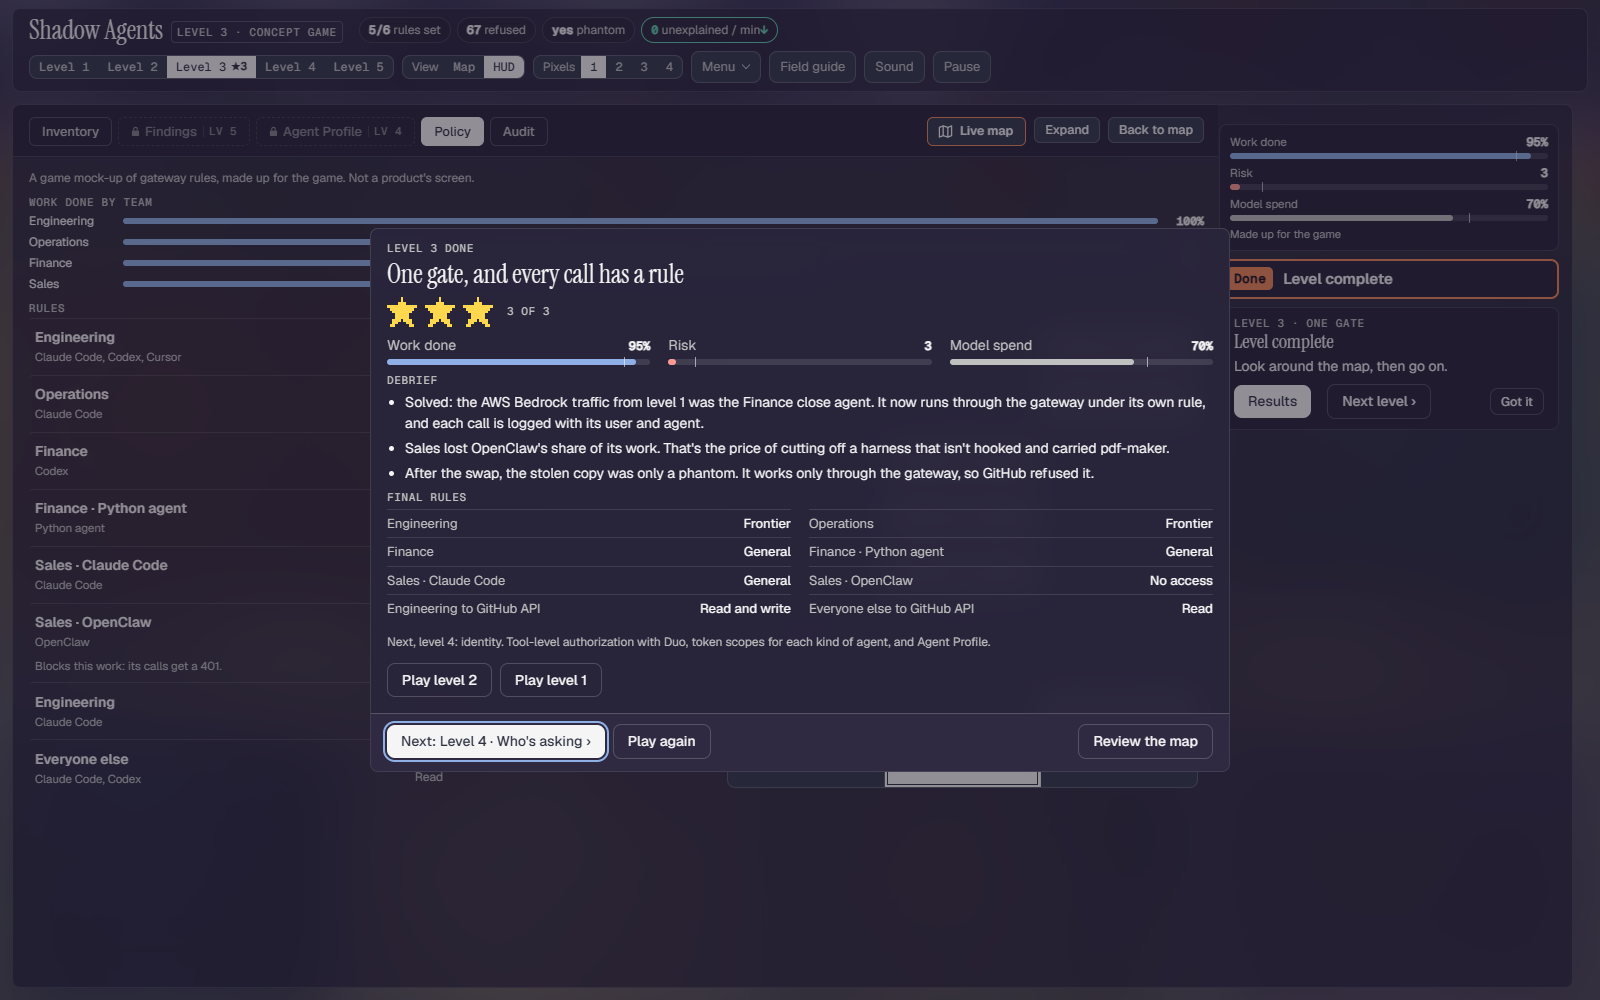 Shadow Agents
LEVEL 3 · CONCEPT GAME
5/6 rules set
67 refused
yes phantom
0 unexplained / min↓
Level 1
Level 2
Level 3 ★3
Level 4
Level 5
View
Map
HUD
Pixels
1
2
3
4
Menu
Field guide
Sound
Pause
Inventory
Findings
LV 5
Agent Profile
LV 4
Policy
Audit
Live map
Expand
Back to map
A game mock-up of gateway rules, made up for the game. Not a product's screen.
WORK DONE BY TEAM
Engineering
100%
Operations
Finance
Sales
RULES
Engineering
Claude Code, Codex, Cursor
Operations
Claude Code
Finance
Codex
Finance · Python agent
Python agent
Sales · Claude Code
Claude Code
Sales · OpenClaw
OpenClaw
Blocks this work: its calls get a 401.
Engineering
Claude Code
Everyone else
Claude Code, Codex
Read
LEVEL 3 DONE
One gate, and every call has a rule
3 OF 3
Work done
95%
Risk
3
Model spend
70%
DEBRIEF
• Solved: the AWS Bedrock traffic from level 1 was the Finance close agent. It now runs through the gateway under its own rule,
and each call is logged with its user and agent.
• Sales lost OpenClaw's share of its work. That's the price of cutting off a harness that isn't hooked and carried pdf-maker.
• After the swap, the stolen copy was only a phantom. It works only through the gateway, so GitHub refused it.
FINAL RULES
Engineering
Frontier
Operations
Frontier
Finance
General
Finance · Python agent
General
Sales · Claude Code
General
Sales · OpenClaw
No access
Engineering to GitHub API
Read and write
Everyone else to GitHub API
Read
Next, level 4: identity. Tool-level authorization with Duo, token scopes for each kind of agent, and Agent Profile.
Play level 2
Play level 1
Next: Level 4 · Who's asking ›
Play again
Review the map
Work done
95%
Risk
3
Model spend
70%
Made up for the game
Done
Level complete
LEVEL 3 · ONE GATE
Level complete
Look around the map, then go on.
Results
Next level ›
Got it